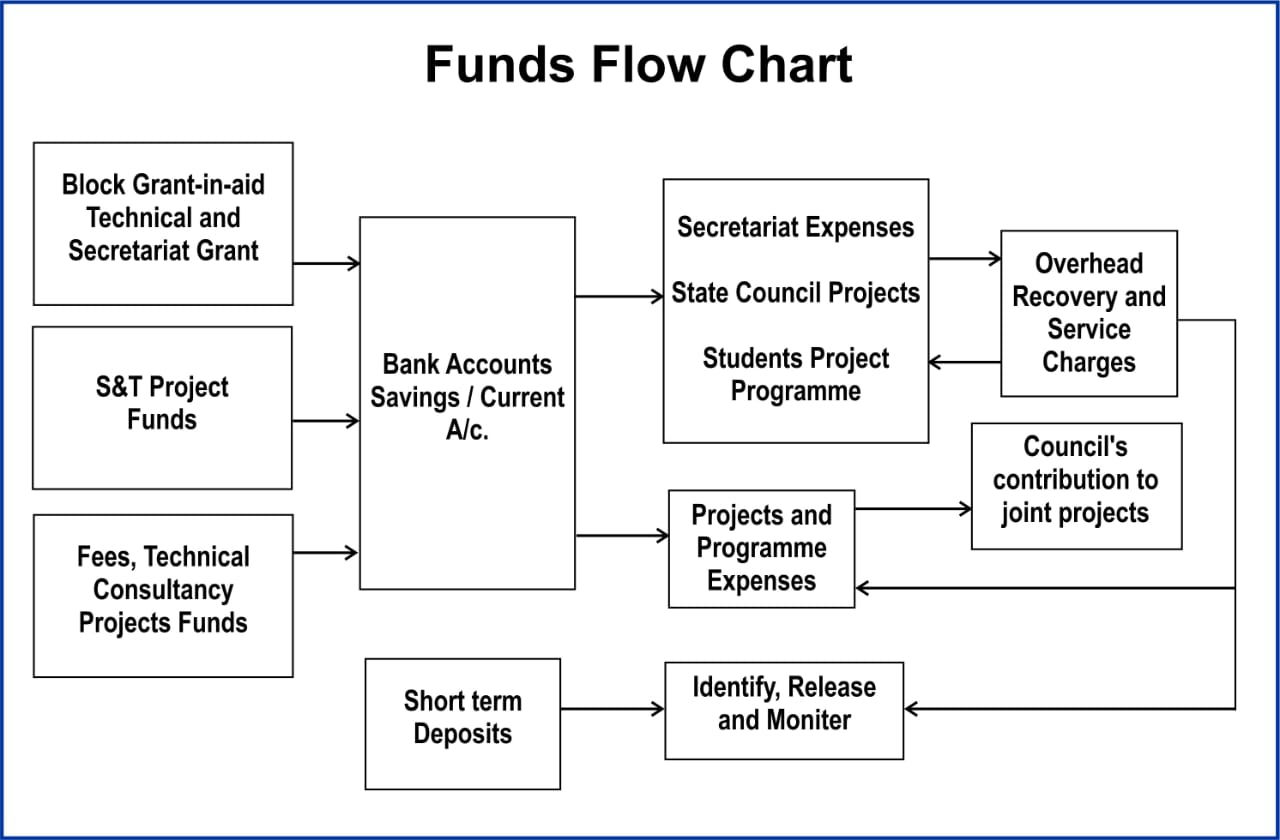 Funds Flow Chart
Block Grant-in-aid
Technical and
Secretariat Grant
S&T Project
Funds
Fees, Technical
Consultancy
Projects Funds
Bank Accounts
Savings / Current
A/c.
Short term
Deposits
Secretariat Expenses
State Council Projects
Students Project
Programme
Projects and
Programme
Expenses
Identify, Release
and Moniter
Overhead
Recovery and
Service
Charges
Council's
contribution to
joint projects